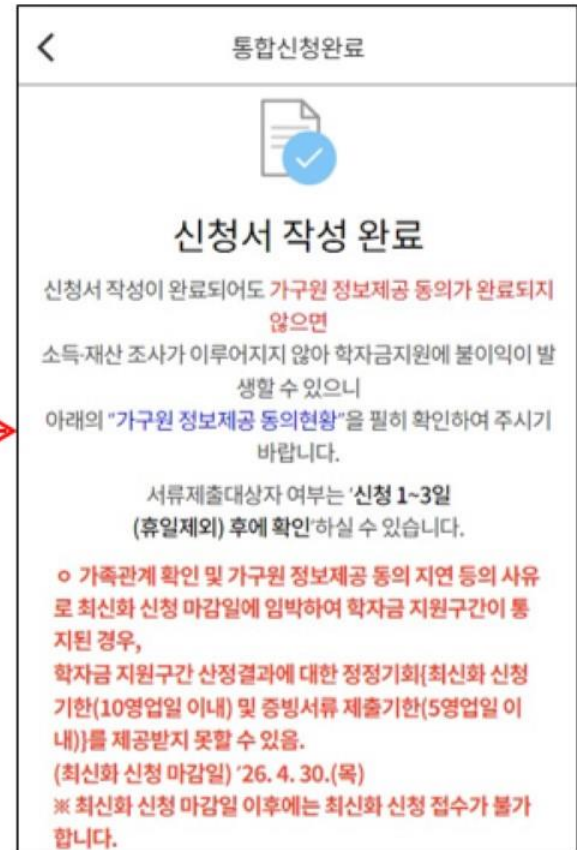 통합신청완료
신청서 작성 완료
신청서 작성이 완료되어도 가구원 정보제공 동의가 완료되지
않으면
소득·재산 조사가 이루어지지 않아 학자금지원에 불이익이 발
생할 수 있으니
아래의 "가구원 정보제공 동의현황"을 필히 확인하여 주시기
바랍니다.
서류제출대상자 여부는 '신청 1~3일
(휴일제외) 후에 확인'하실 수 있습니다.
ㅇ 가족관계 확인 및 가구원 정보제공 동의 지연 등의 사유
로 최신화 신청 마감일에 임박하여 학자금 지원구간이 통
지된 경우,
학자금 지원구간 산정결과에 대한 정정기회{최신화 신청
기한(10영업일 이내) 및 증빙서류 제출기한(5영업일 이
내)}를 제공받지 못할 수 있음.
(최신화 신청 마감일) '26. 4. 30.(목)
※ 최신화 신청 마감일 이후에는 최신화 신청 접수가 불가
합니다.